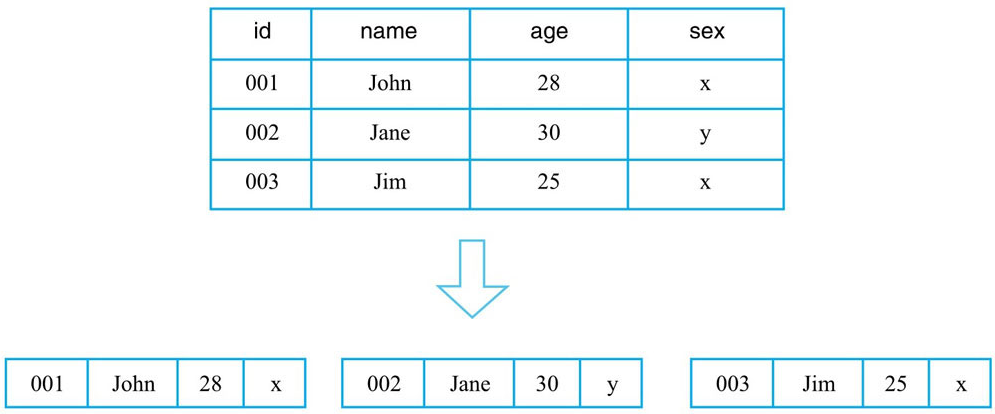 id name age sex
001 John 28 x
002 Jane 30 y
003 Jim 25 x
001 John 28 x 002 Jane 30 y 003 Jim 25 x